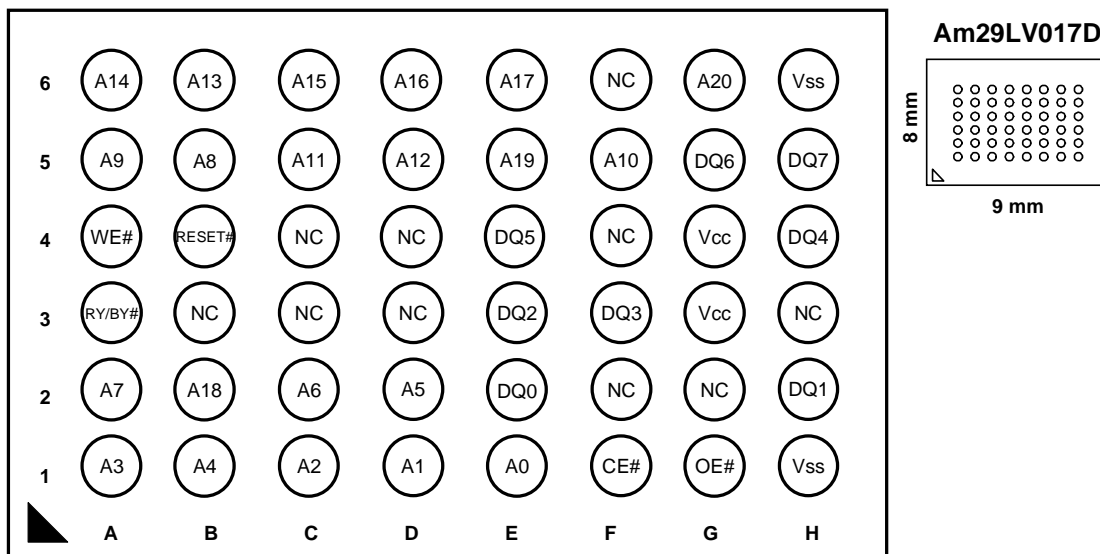 Am29LV017D
6 A14 A13 A15 A16 A17 NC A20 Vss
5 A9 A8 A11 A12 A19 A10 DQ6 DQ7
4 WE# RESET# NC NC DQ5 NC Vcc DQ4
3 RY/BY# NC NC NC DQ2 DQ3 Vcc NC
2 A7 A18 A6 A5 DQ0 NC NC DQ1
1 A3 A4 A2 A1 A0 CE# OE# Vss
A B C D E F G H
8 mm
9 mm